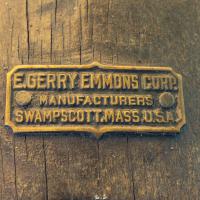 E. GERRY EMMONS CORP.
MANUFACTURERS
SWAMPSCOTT, MASS. U.S.A.